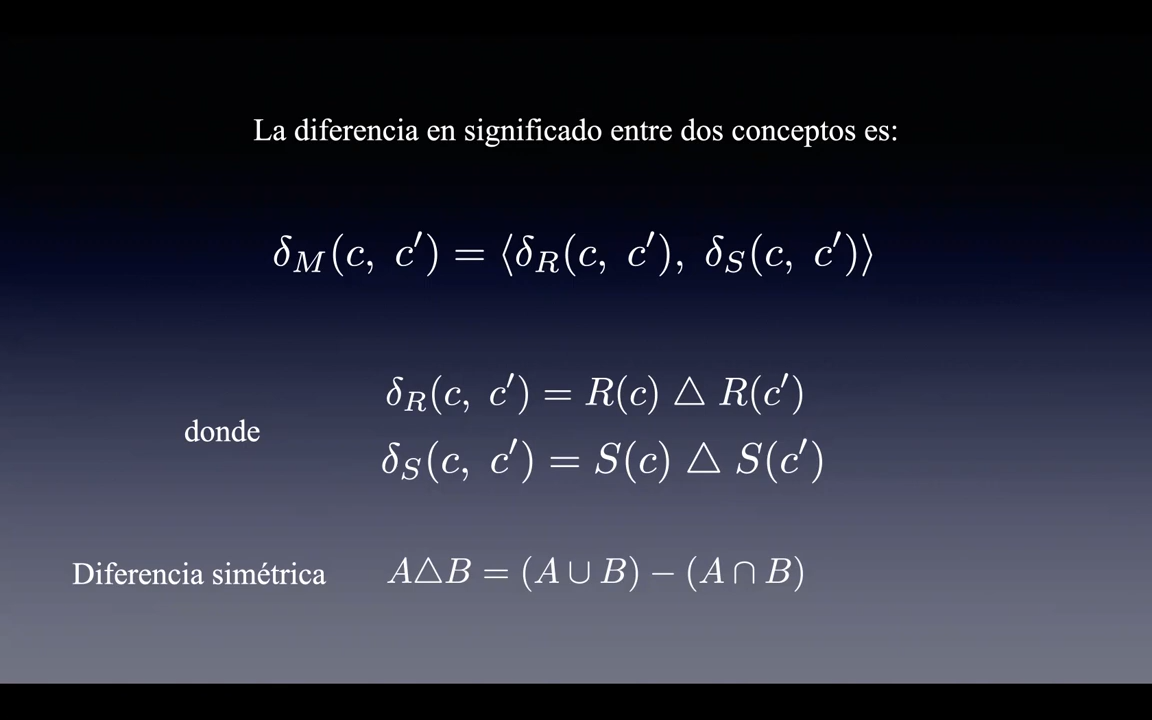 La diferencia en significado entre dos conceptos es:
δ_M(c, c′) = ⟨δ_R(c, c′), δ_S(c, c′)⟩
δ_R(c, c′) = R(c) △ R(c′)
donde
δ_S(c, c′) = S(c) △ S(c′)
Diferencia simétrica A△B = (A ∪ B) − (A ∩ B)